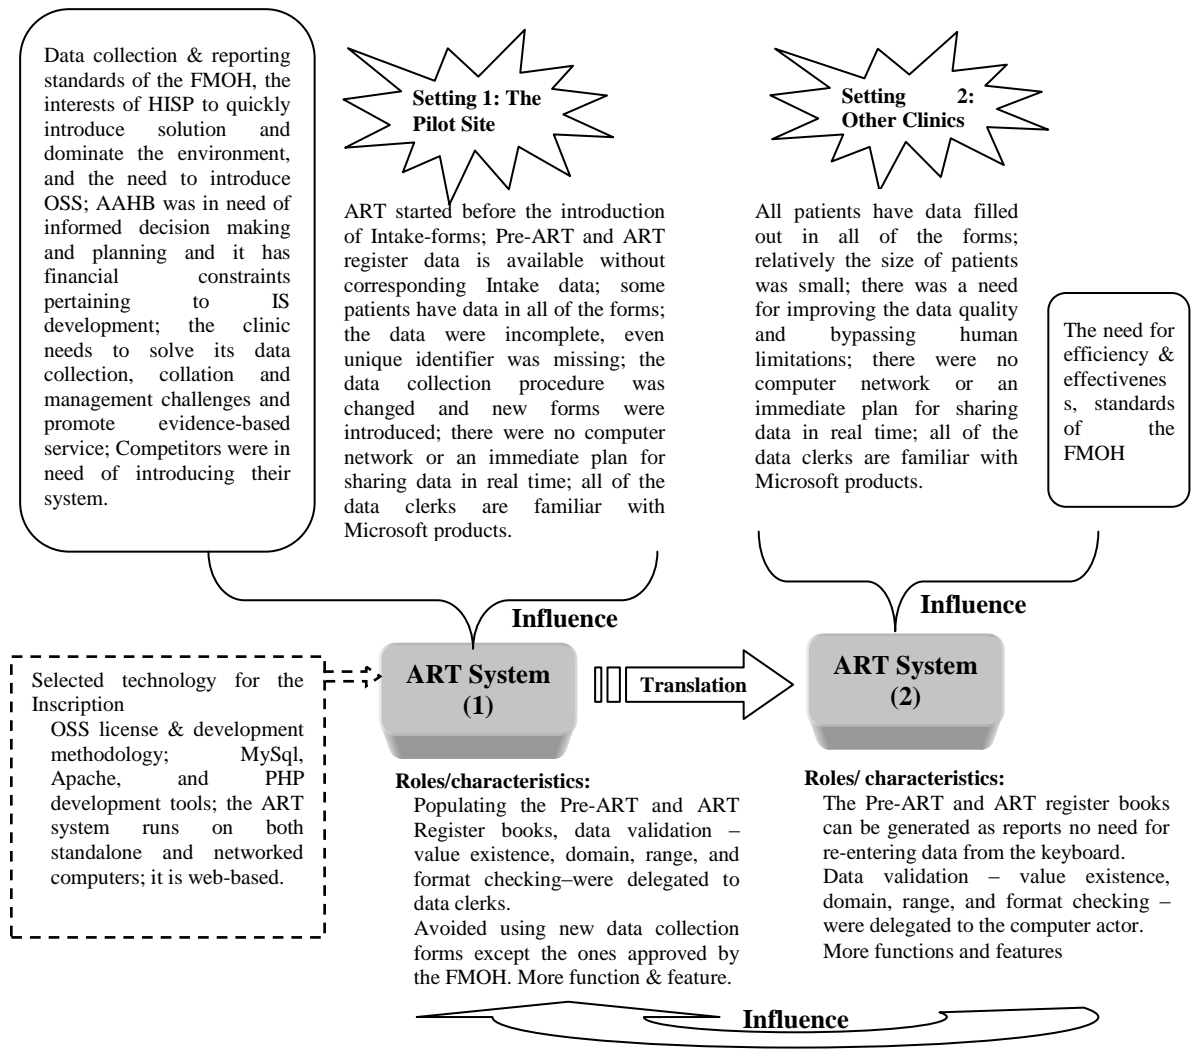 Data collection & reporting
standards of the FMOH, the
interests of HISP to quickly
introduce solution and
dominate the environment,
and the need to introduce
OSS; AAHB was in need of
informed decision making
and planning and it has
financial constraints
pertaining to IS
development; the clinic
needs to solve its data
collection, collation and
management challenges and
promote evidence-based
service; Competitors were in
need of introducing their
system.
Setting 1: The
Pilot Site
ART started before the introduction
of Intake-forms; Pre-ART and ART
register data is available without
corresponding Intake data; some
patients have data in all of the forms;
the data were incomplete, even
unique identifier was missing; the
data collection procedure was
changed and new forms were
introduced; there were no computer
network or an immediate plan for
sharing data in real time; all of the
data clerks are familiar with
Microsoft products.
Setting 2:
Other Clinics
All patients have data filled
out in all of the forms;
relatively the size of patients
was small; there was a need
for improving the data quality
and bypassing human
limitations; there were no
computer network or an
immediate plan for sharing
data in real time; all of the
data clerks are familiar with
Microsoft products.
The need for
efficiency &
effectivenes
s, standards
of the
FMOH
Influence
Influence
Selected technology for the
Inscription
OSS license & development
methodology; MySql,
Apache, and PHP
development tools; the ART
system runs on both
standalone and networked
computers; it is web-based.
ART System
(1)
Translation
ART System
(2)
Roles/characteristics:
Populating the Pre-ART and ART
Register books, data validation –
value existence, domain, range, and
format checking–were delegated to
data clerks.
Avoided using new data collection
forms except the ones approved by
the FMOH. More function & feature.
Roles/ characteristics:
The Pre-ART and ART register books
can be generated as reports no need for
re-entering data from the keyboard.
Data validation – value existence,
domain, range, and format checking –
were delegated to the computer actor.
More functions and features
Influence